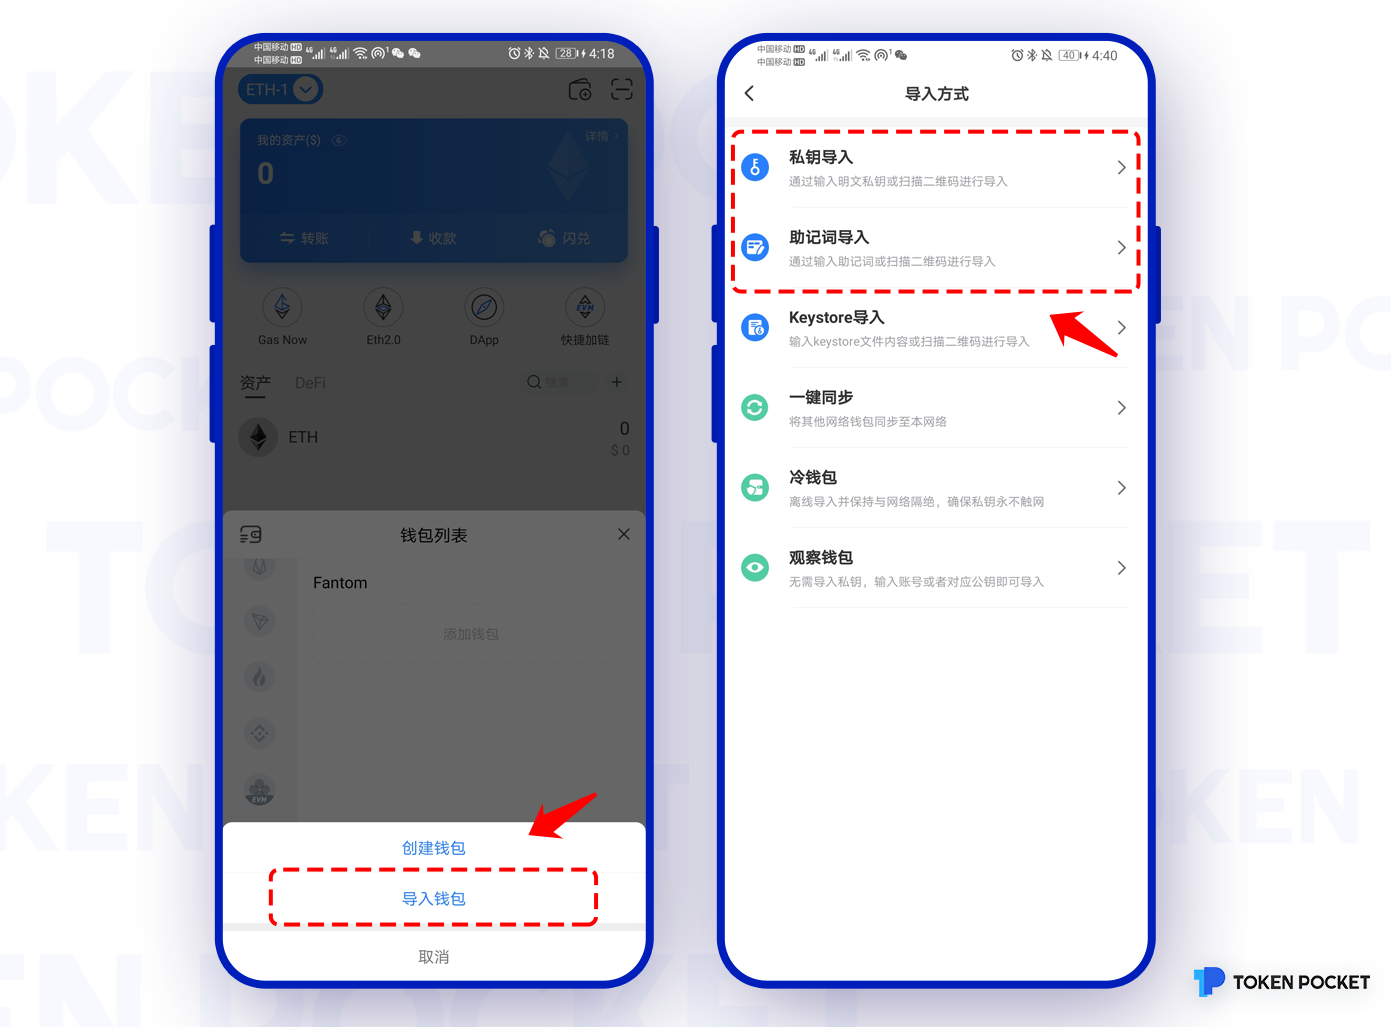 中国移动 HD 4G 4G 1 28 4:18
中国移动 HD
ETH-1
我的资产($)
详情 >
0
转账
收款
闪兑
EVM
Gas Now
Eth2.0
DApp
快捷加链
资产
DeFi
搜索
+
ETH
0
$ 0
钱包列表
Fantom
添加钱包
EVM
创建钱包
导入钱包
取消
中国移动 HD 4G 4G 1 40 4:40
中国移动 HD
导入方式
私钥导入
通过输入明文私钥或扫描二维码进行导入
助记词导入
通过输入助记词或扫描二维码进行导入
Keystore导入
输入keystore文件内容或扫描二维码进行导入
一键同步
将其他网络钱包同步至本网络
冷钱包
离线导入并保持与网络隔绝，确保私钥永不触网
观察钱包
无需导入私钥，输入账号或者对应公钥即可导入
TOKEN POCKET